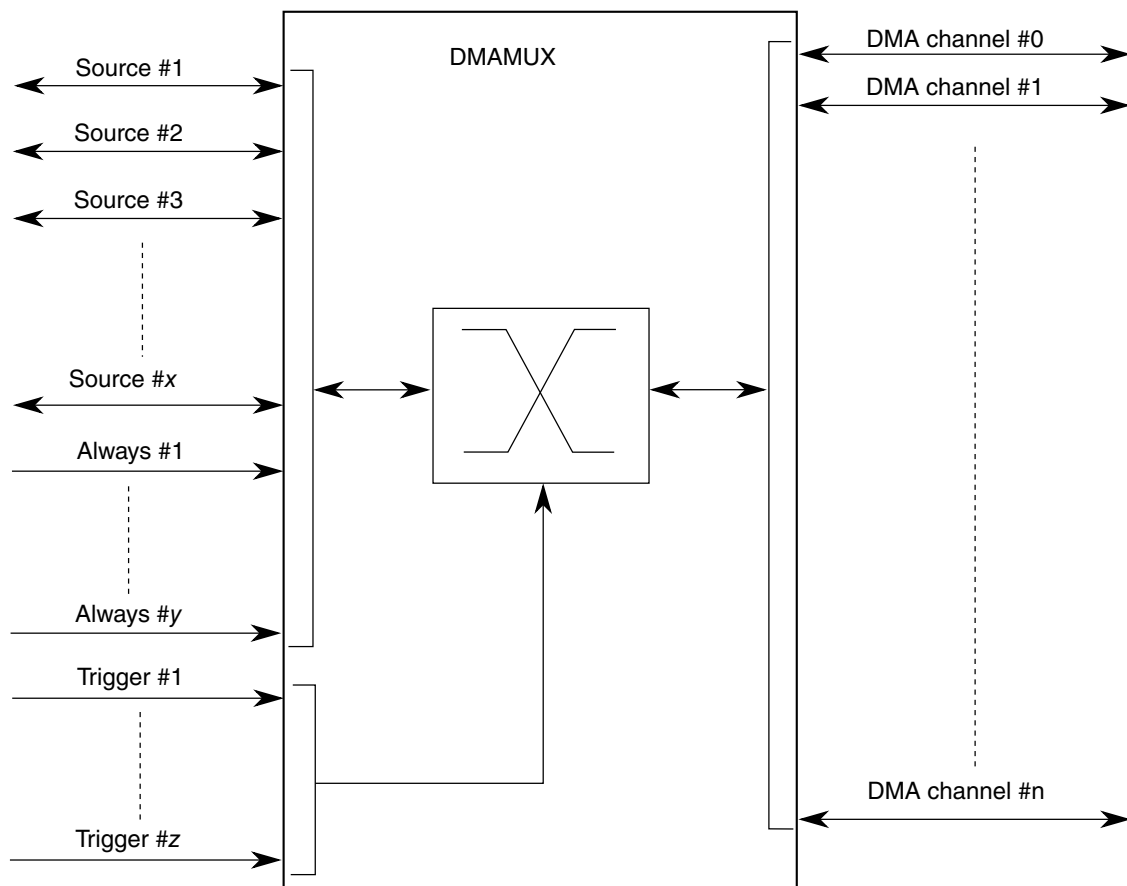 DMAMUX
Source #1
Source #2
Source #3
Source #x
Always #1
Always #y
Trigger #1
Trigger #z
DMA channel #0
DMA channel #1
DMA channel #n